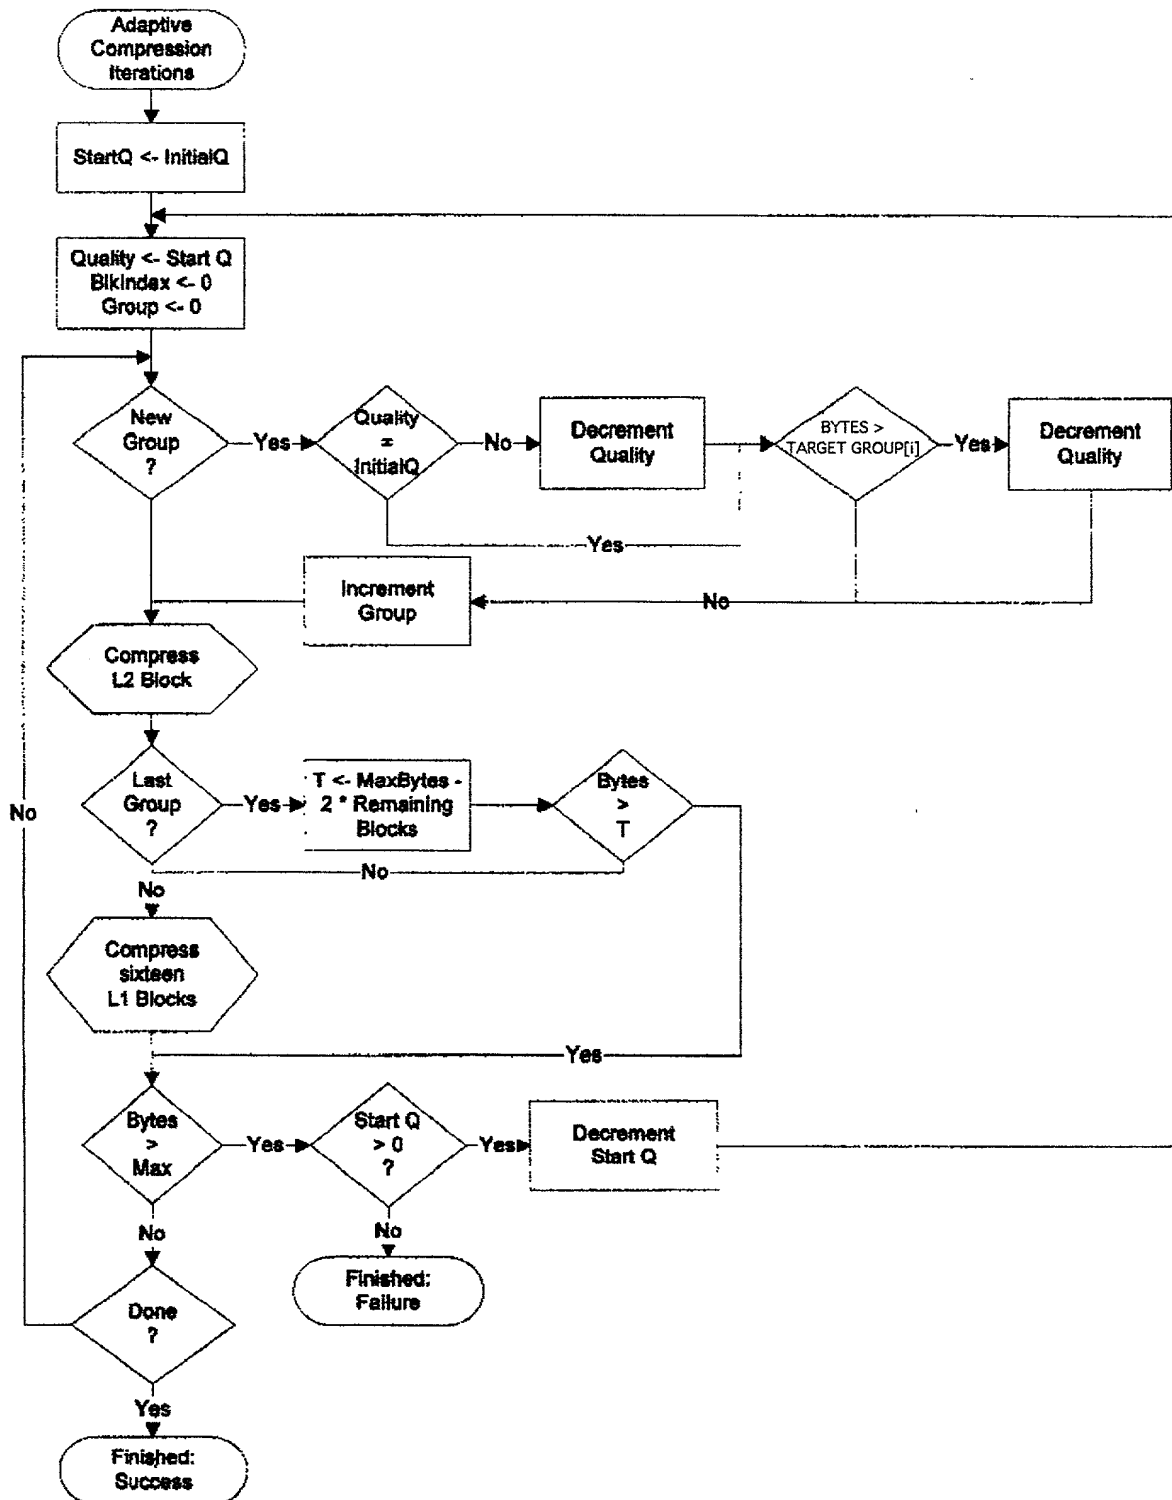 Adaptive
Compression
Iterations
StartQ <- InitialQ
Quality <- Start Q
BlkIndex <- 0
Group <- 0
New
Group
?
Yes
Quality
=
InitialQ
No
Decrement
Quality
BYTES >
TARGET GROUP[i]
Yes
Decrement
Quality
Yes
Increment
Group
No
Compress
L2 Block
Last
Group
?
Yes
T <- MaxBytes -
2 * Remaining
Blocks
Bytes
>
T
No
No
No
Compress
sixteen
L1 Blocks
Yes
Bytes
>
Max
Yes
Start Q
> 0
?
Yes
Decrement
Start Q
No
No
Finished:
Failure
Done
?
Yes
Finished:
Success